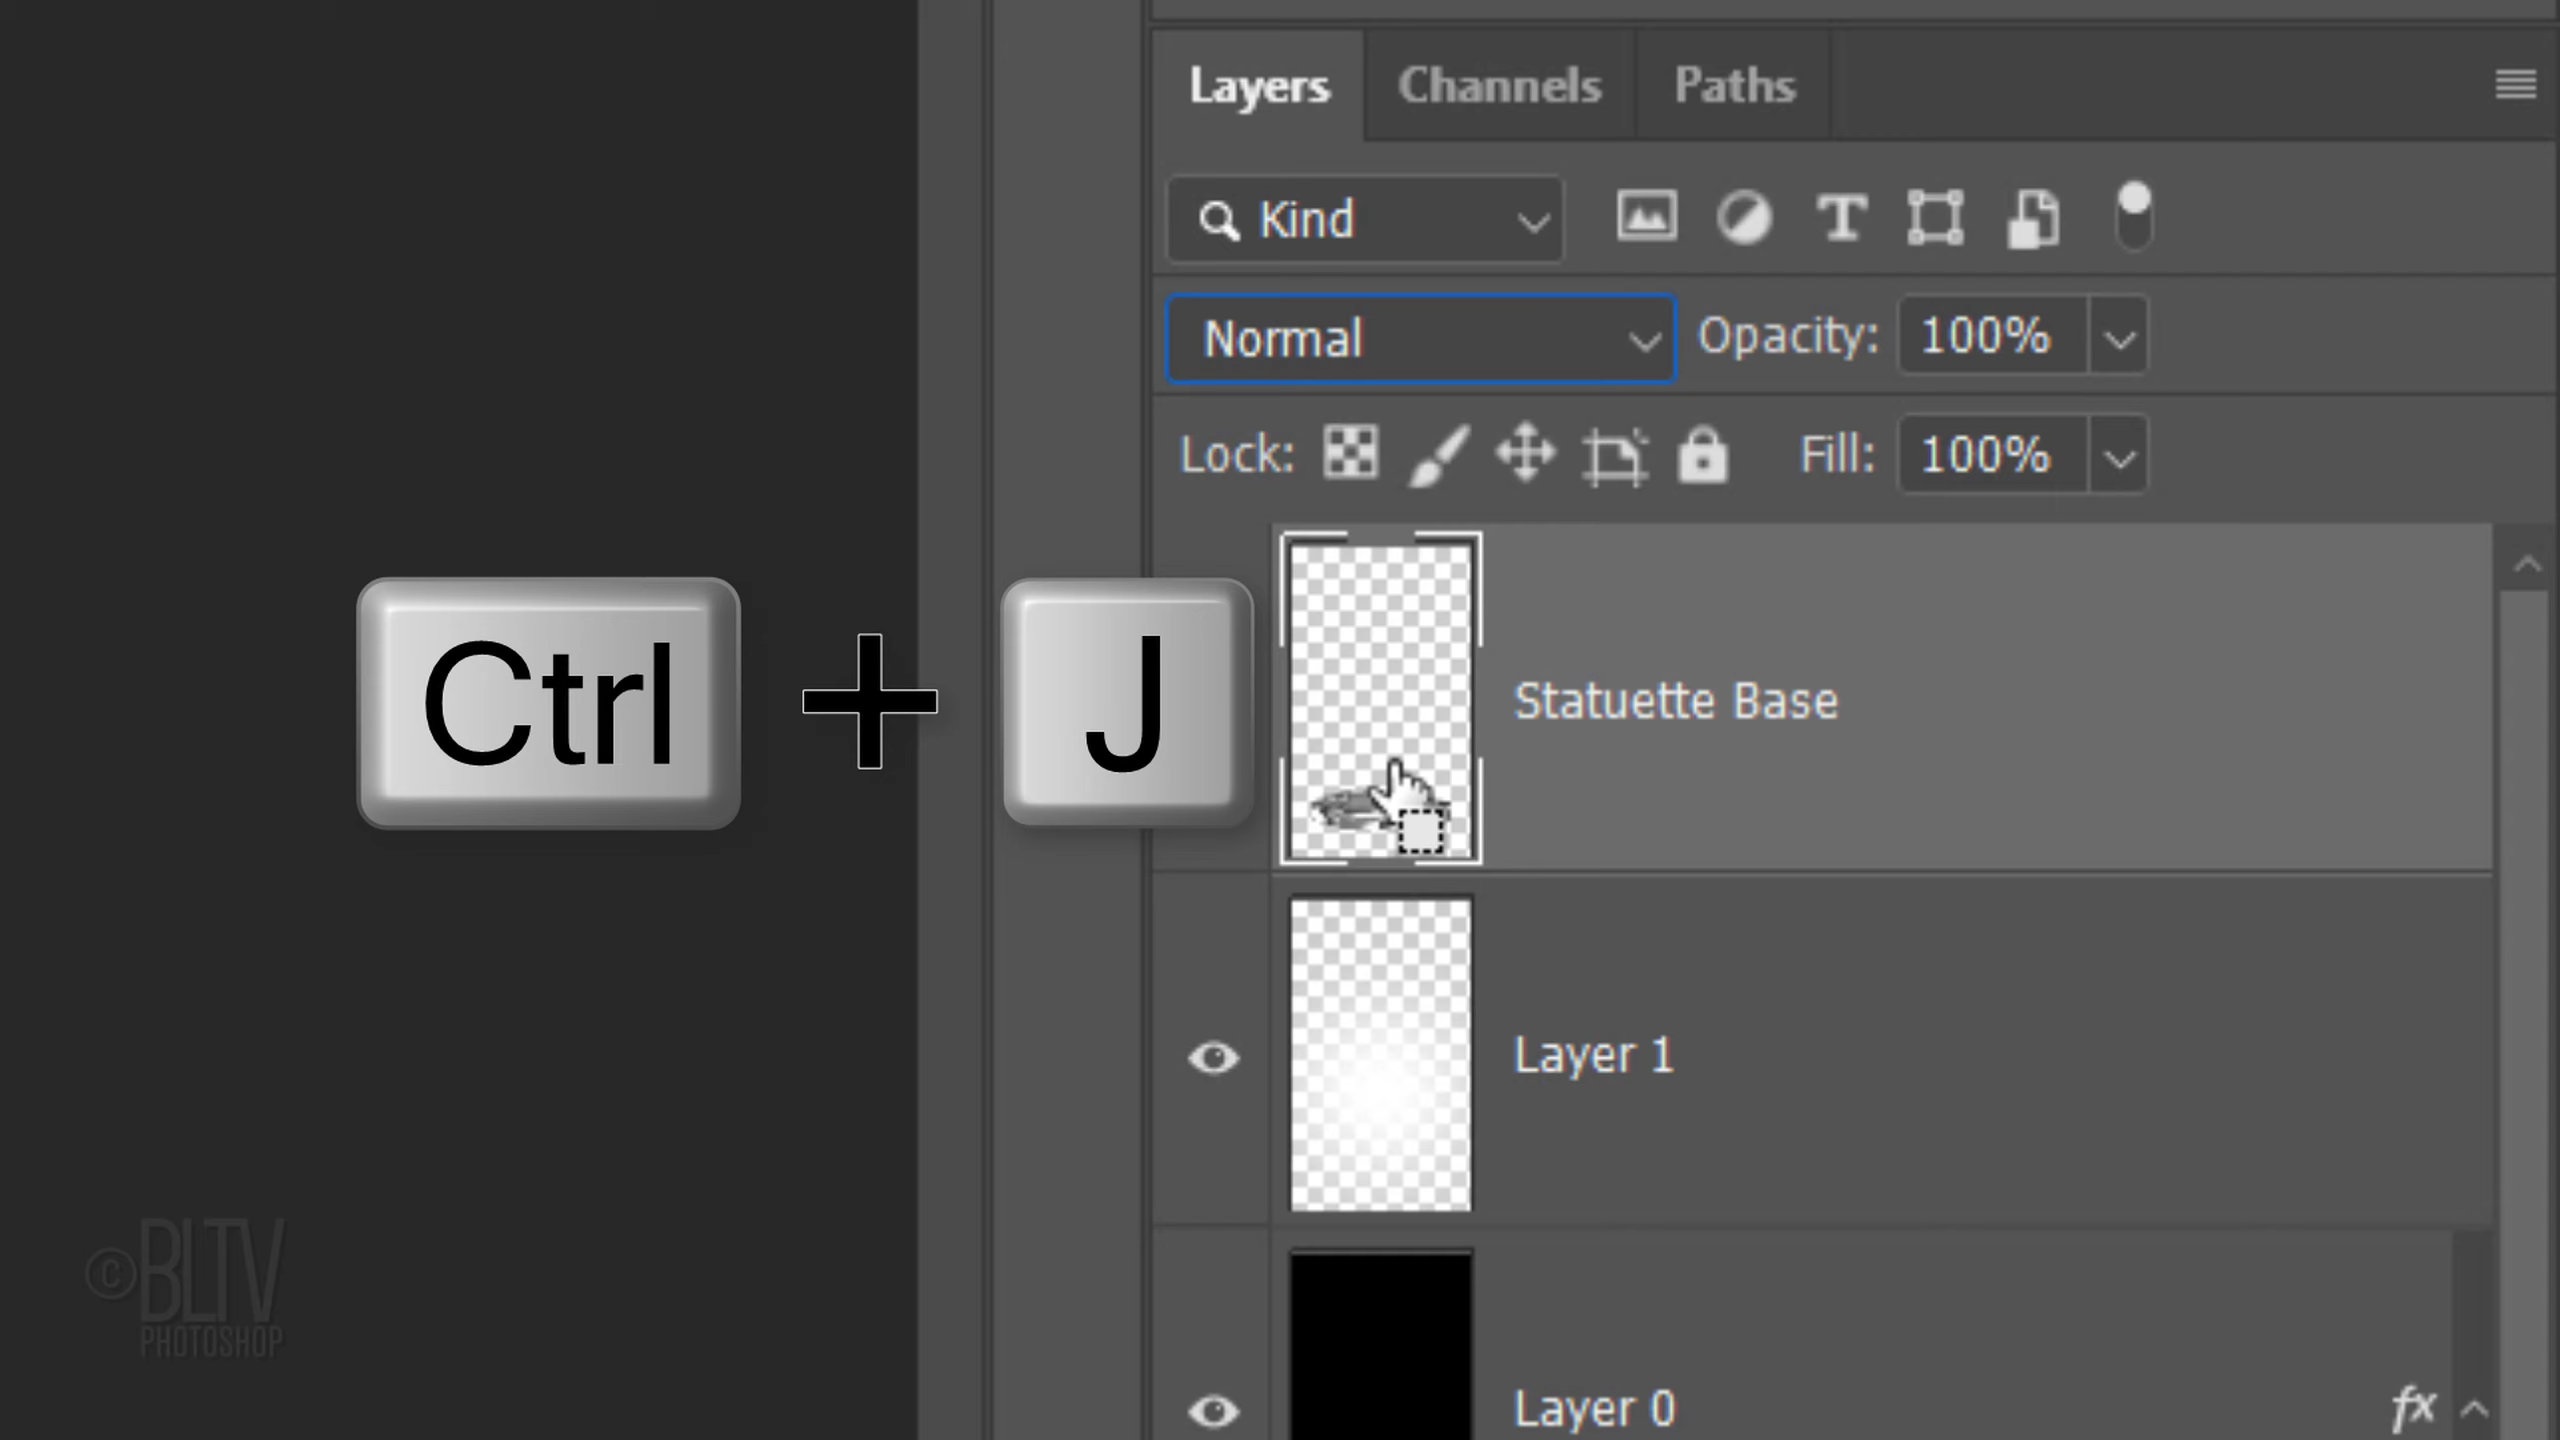 Layers Channels Paths
Kind T
Normal Opacity: 100%
Lock: Fill: 100%
Ctrl + J
Statuette Base
Layer 1
Layer 0 fx
©BLTV
PHOTOSHOP